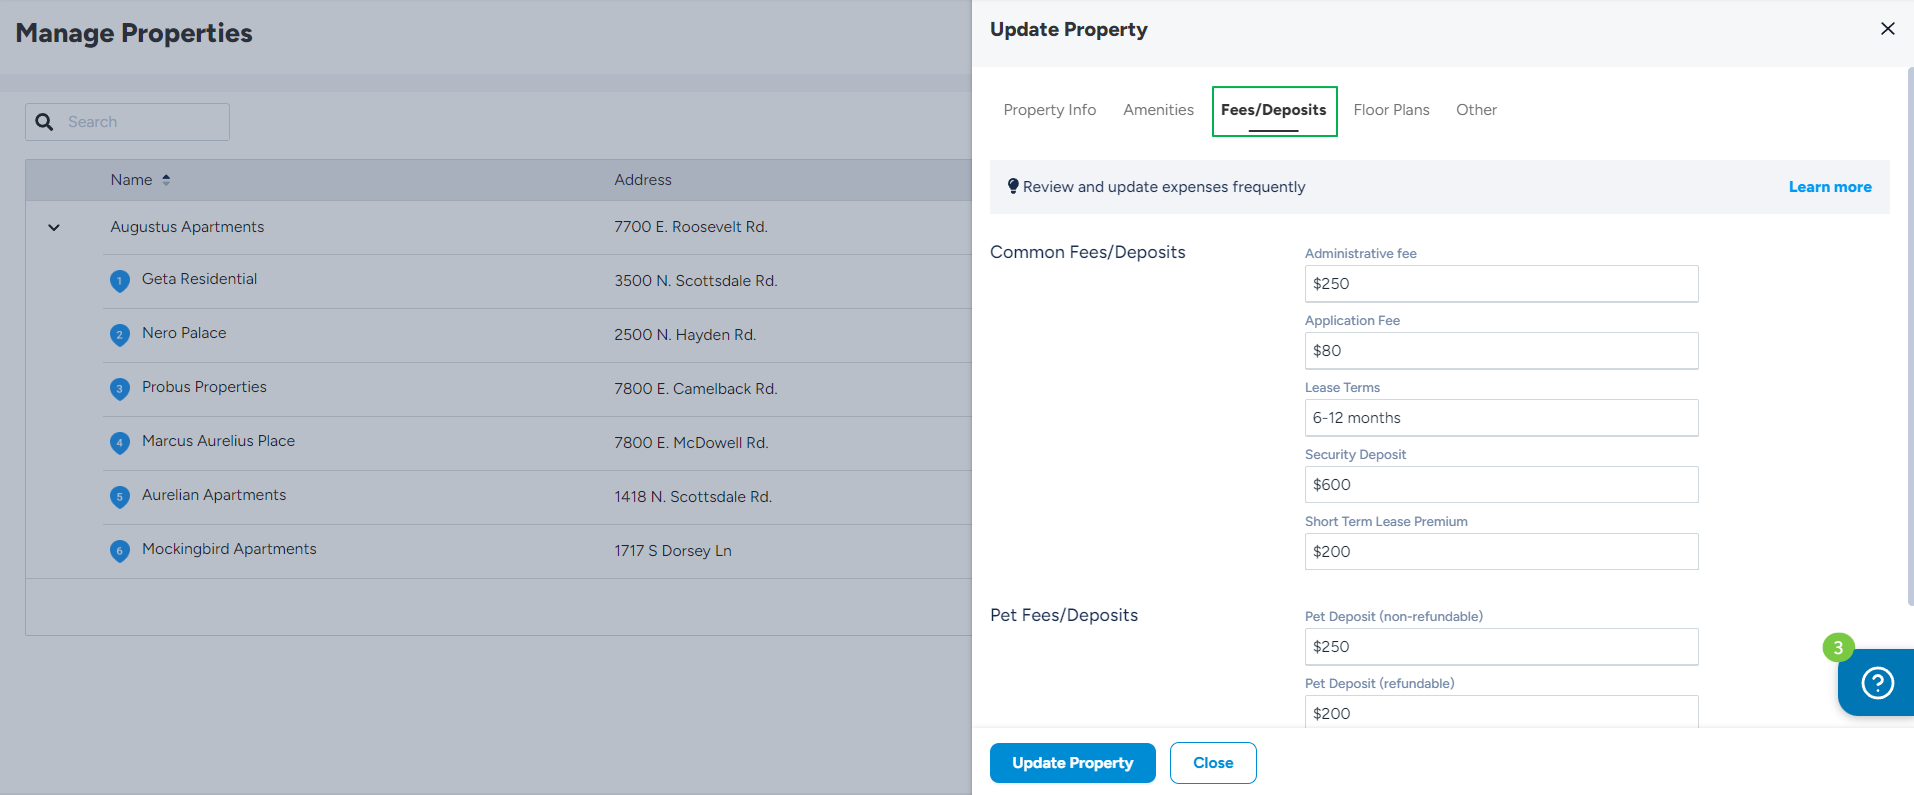 Manage Properties
Search
Name Address
Augustus Apartments 7700 E. Roosevelt Rd.
1 Geta Residential 3500 N. Scottsdale Rd.
2 Nero Palace 2500 N. Hayden Rd.
3 Probus Properties 7800 E. Camelback Rd.
4 Marcus Aurelius Place 7800 E. McDowell Rd.
5 Aurelian Apartments 1418 N. Scottsdale Rd.
6 Mockingbird Apartments 1717 S Dorsey Ln
Update Property
Property Info Amenities Fees/Deposits Floor Plans Other
Review and update expenses frequently Learn more
Common Fees/Deposits
Administrative fee
$250
Application Fee
$80
Lease Terms
6-12 months
Security Deposit
$600
Short Term Lease Premium
$200
Pet Fees/Deposits
Pet Deposit (non-refundable)
$250
Pet Deposit (refundable)
$200
3
?
Update Property Close